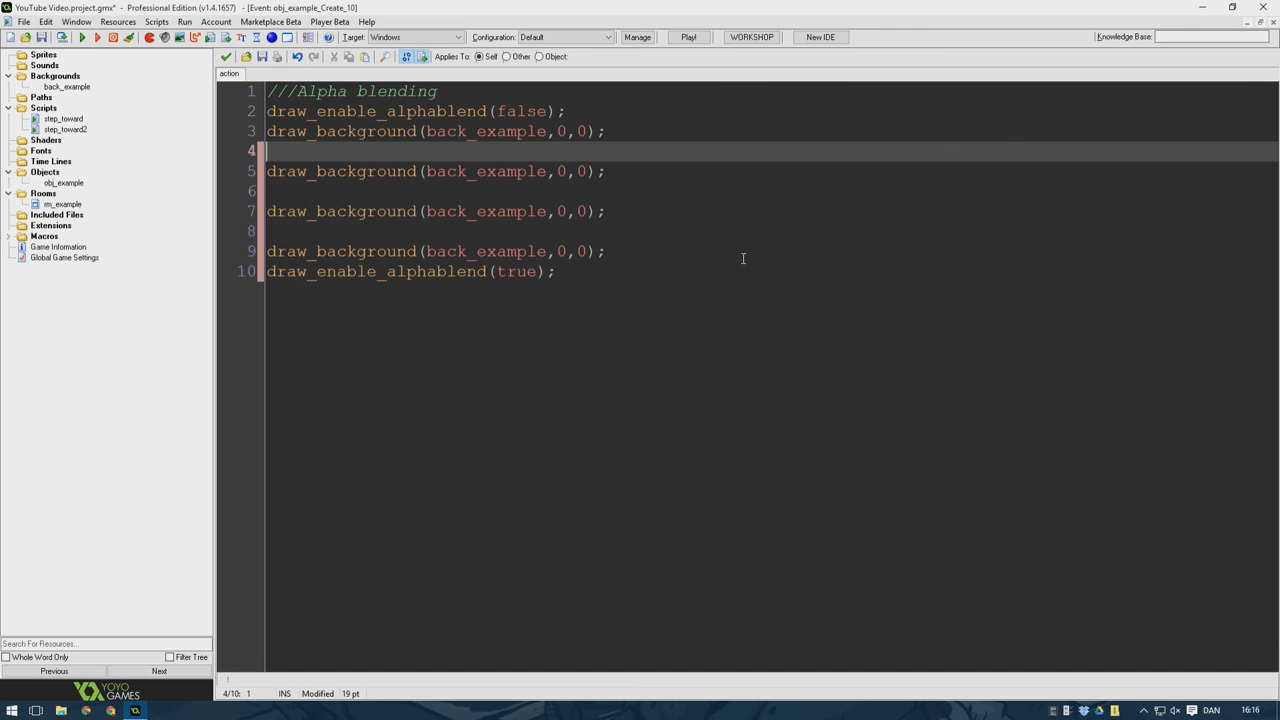 YouTube Video.project.gmx* - Professional Edition (v1.4.1657) - [Event: obj_example_Create_10]
File Edit Window Resources Scripts Run Account Marketplace Beta Player Beta Help
Target: Windows Configuration: Default Manage Play! WORKSHOP New IDE Knowledge Base:
Applies To: Self Other Object:
action
Sprites
Sounds
Backgrounds
back_example
Paths
Scripts
step_toward
step_toward2
Shaders
Fonts
Time Lines
Objects
obj_example
Rooms
rm_example
Included Files
Extensions
Macros
Game Information
Global Game Settings
1 ///Alpha blending
2 draw_enable_alphablend(false);
3 draw_background(back_example,0,0);
4
5 draw_background(back_example,0,0);
6
7 draw_background(back_example,0,0);
8
9 draw_background(back_example,0,0);
10 draw_enable_alphablend(true);
Search For Resources...
Whole Word Only Filter Tree
Previous Next
YOYO
GAMES
4/10: 1 INS Modified 19 pt
DAN 16:16